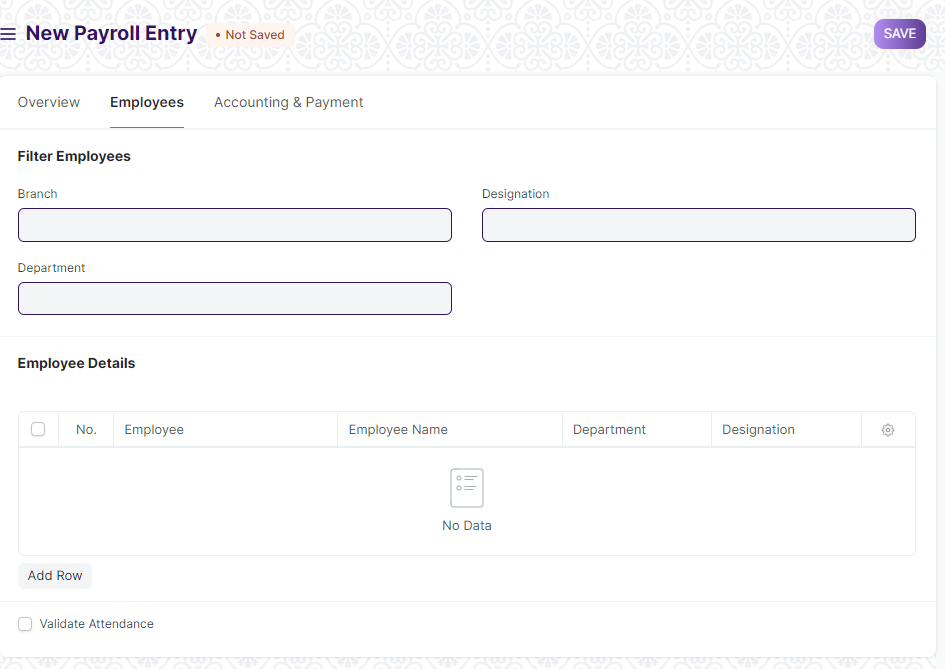 New Payroll Entry
• Not Saved
SAVE
Overview
Employees
Accounting & Payment
Filter Employees
Branch
Designation
Department
Employee Details
No.
Employee
Employee Name
Department
Designation
No Data
Add Row
Validate Attendance